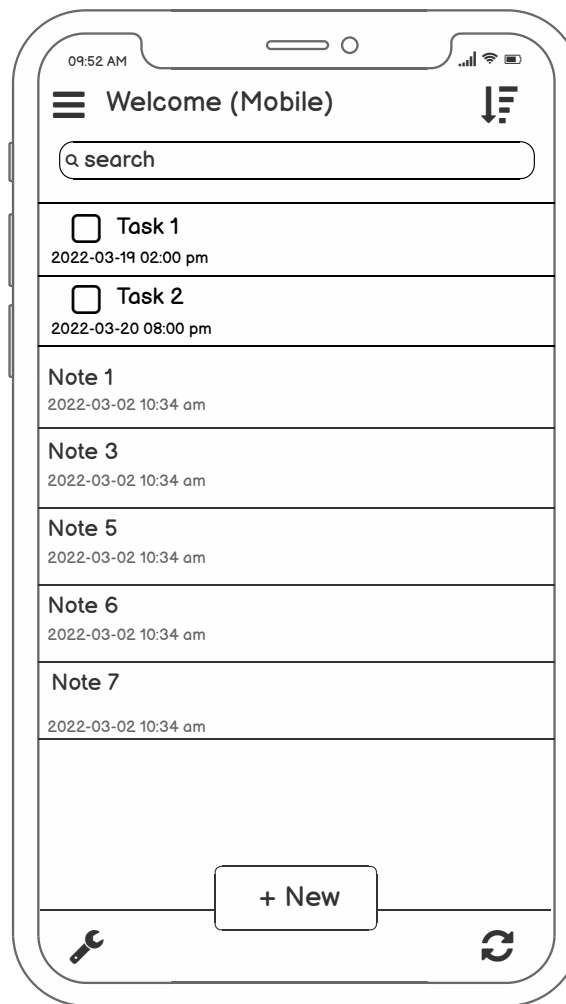 09:52 AM
Welcome (Mobile)
search
Task 1
2022-03-19 02:00 pm
Task 2
2022-03-20 08:00 pm
Note 1
2022-03-02 10:34 am
Note 3
2022-03-02 10:34 am
Note 5
2022-03-02 10:34 am
Note 6
2022-03-02 10:34 am
Note 7
2022-03-02 10:34 am
+ New